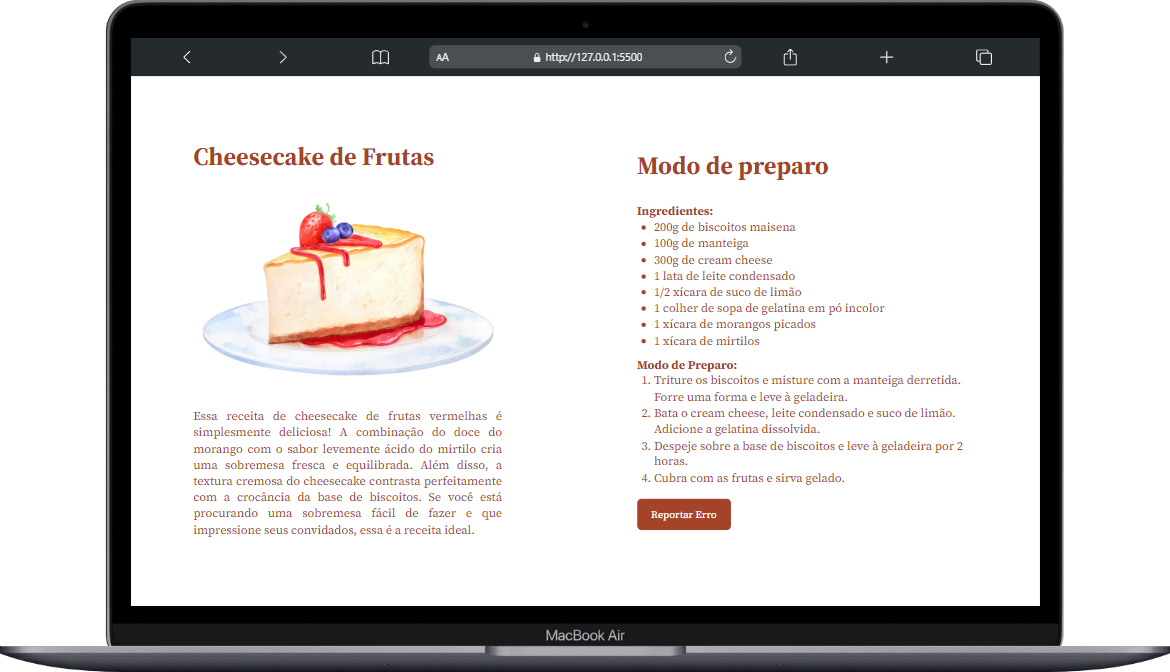 AA
http://127.0.0.1:5500
Cheesecake de Frutas
Essa receita de cheesecake de frutas vermelhas é
simplesmente deliciosa! A combinação do doce do
morango com o sabor levemente ácido do mirtilo cria
uma sobremesa fresca e equilibrada. Além disso, a
textura cremosa do cheesecake contrasta perfeitamente
com a crocância da base de biscoitos. Se você está
procurando uma sobremesa fácil de fazer e que
impressione seus convidados, essa é a receita ideal.
Modo de preparo
Ingredientes:
• 200g de biscoitos maisena
• 100g de manteiga
• 300g de cream cheese
• 1 lata de leite condensado
• 1/2 xícara de suco de limão
• 1 colher de sopa de gelatina em pó incolor
• 1 xícara de morangos picados
• 1 xícara de mirtilos
Modo de Preparo:
1. Triture os biscoitos e misture com a manteiga derretida.
Forre uma forma e leve à geladeira.
2. Bata o cream cheese, leite condensado e suco de limão.
Adicione a gelatina dissolvida.
3. Despeje sobre a base de biscoitos e leve à geladeira por 2
horas.
4. Cubra com as frutas e sirva gelado.
Reportar Erro
MacBook Air